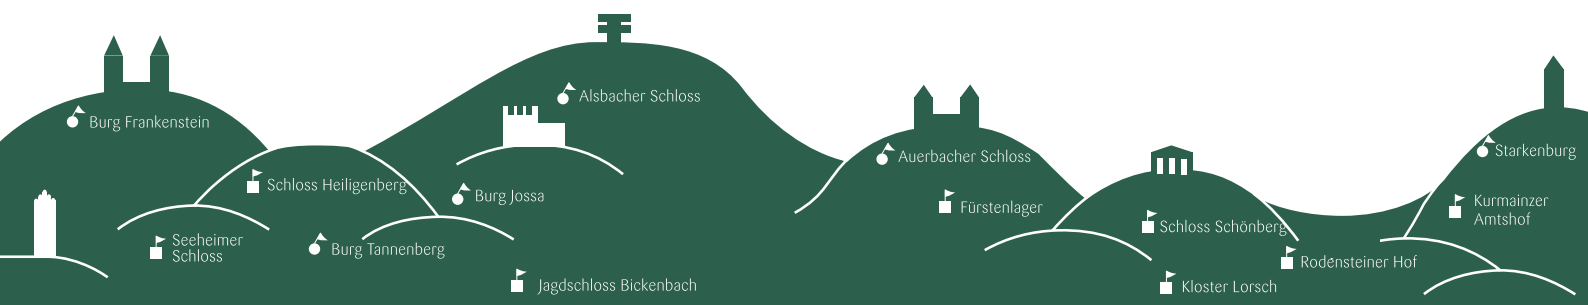 Burg Frankenstein
Alsbacher Schloss
Schloss Heiligenberg
Burg Jossa
Seeheimer
Schloss
Burg Tannenberg
Jagdschloss Bickenbach
Auerbacher Schloss
Fürstenlager
Schloss Schönberg
Kloster Lorsch
Rodensteiner Hof
Starkenburg
Kurmainzer
Amtshof